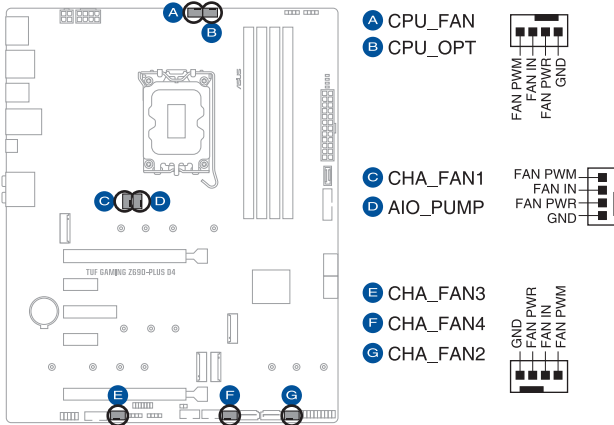 A CPU_FAN
B CPU_OPT
FAN PWM
FAN IN
FAN PWR
GND
A
B
/SUS
C CHA_FAN1
D AIO_PUMP
FAN PWM
FAN IN
FAN PWR
GND
C
D
TUF GAMING Z690-PLUS D4
E CHA_FAN3
F CHA_FAN4
G CHA_FAN2
GND
FAN PWR
FAN IN
FAN PWM
E
F
G